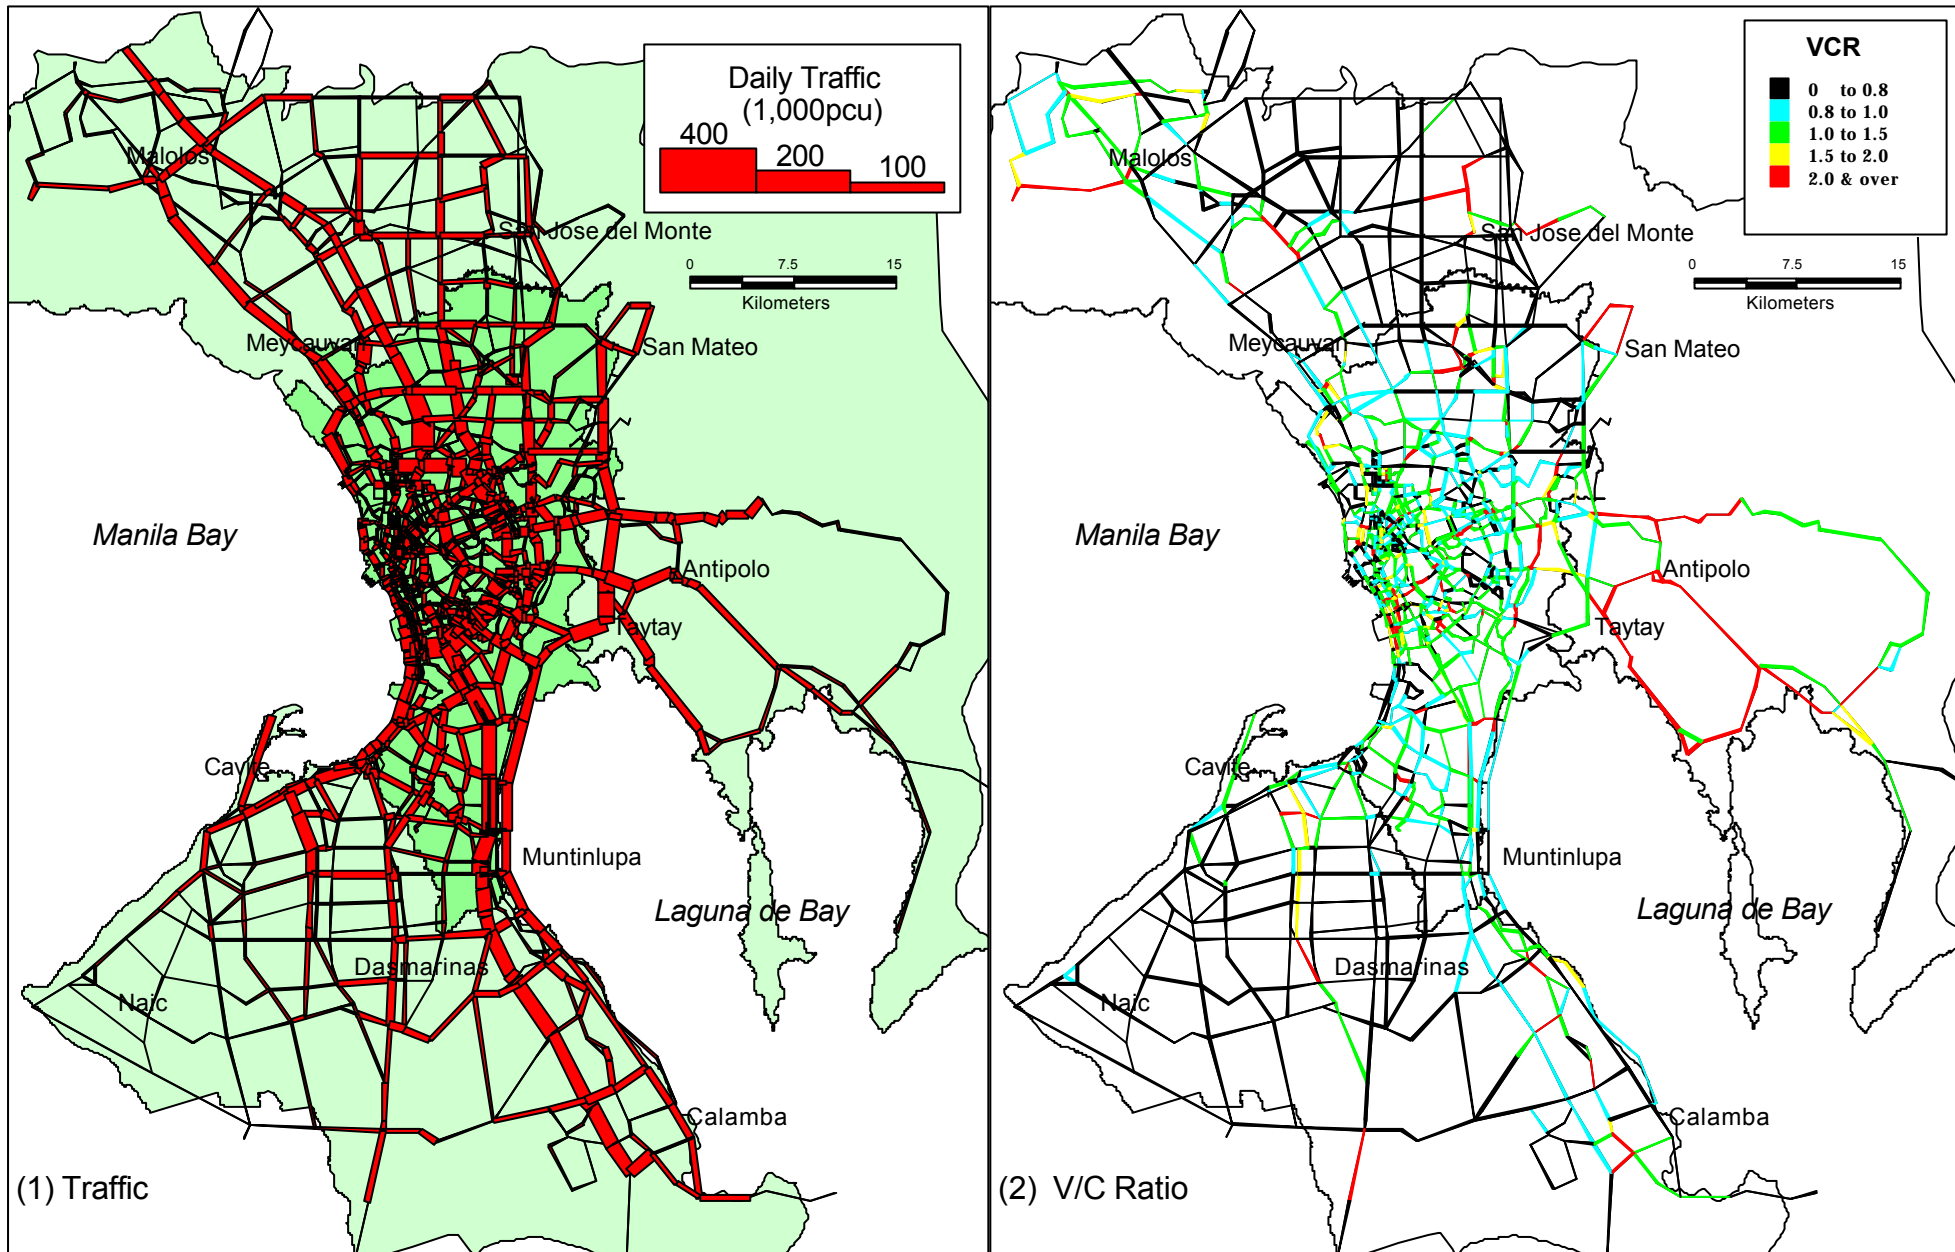 Daily Traffic
(1,000pcu)
400
200
100
Malolos
San Jose del Monte
0 7.5 15
Kilometers
Meycauvan
San Mateo
Manila Bay
Antipolo
Taytay
Cavite
Muntinlupa
Laguna de Bay
Dasmarinas
Naic
Calamba
(1) Traffic
VCR
0 to 0.8
0.8 to 1.0
1.0 to 1.5
1.5 to 2.0
2.0 & over
Malolos
San Jose del Monte
0 7.5 15
Kilometers
Meycauvan
San Mateo
Manila Bay
Antipolo
Taytay
Cavite
Muntinlupa
Laguna de Bay
Dasmarinas
Naic
Calamba
(2) V/C Ratio